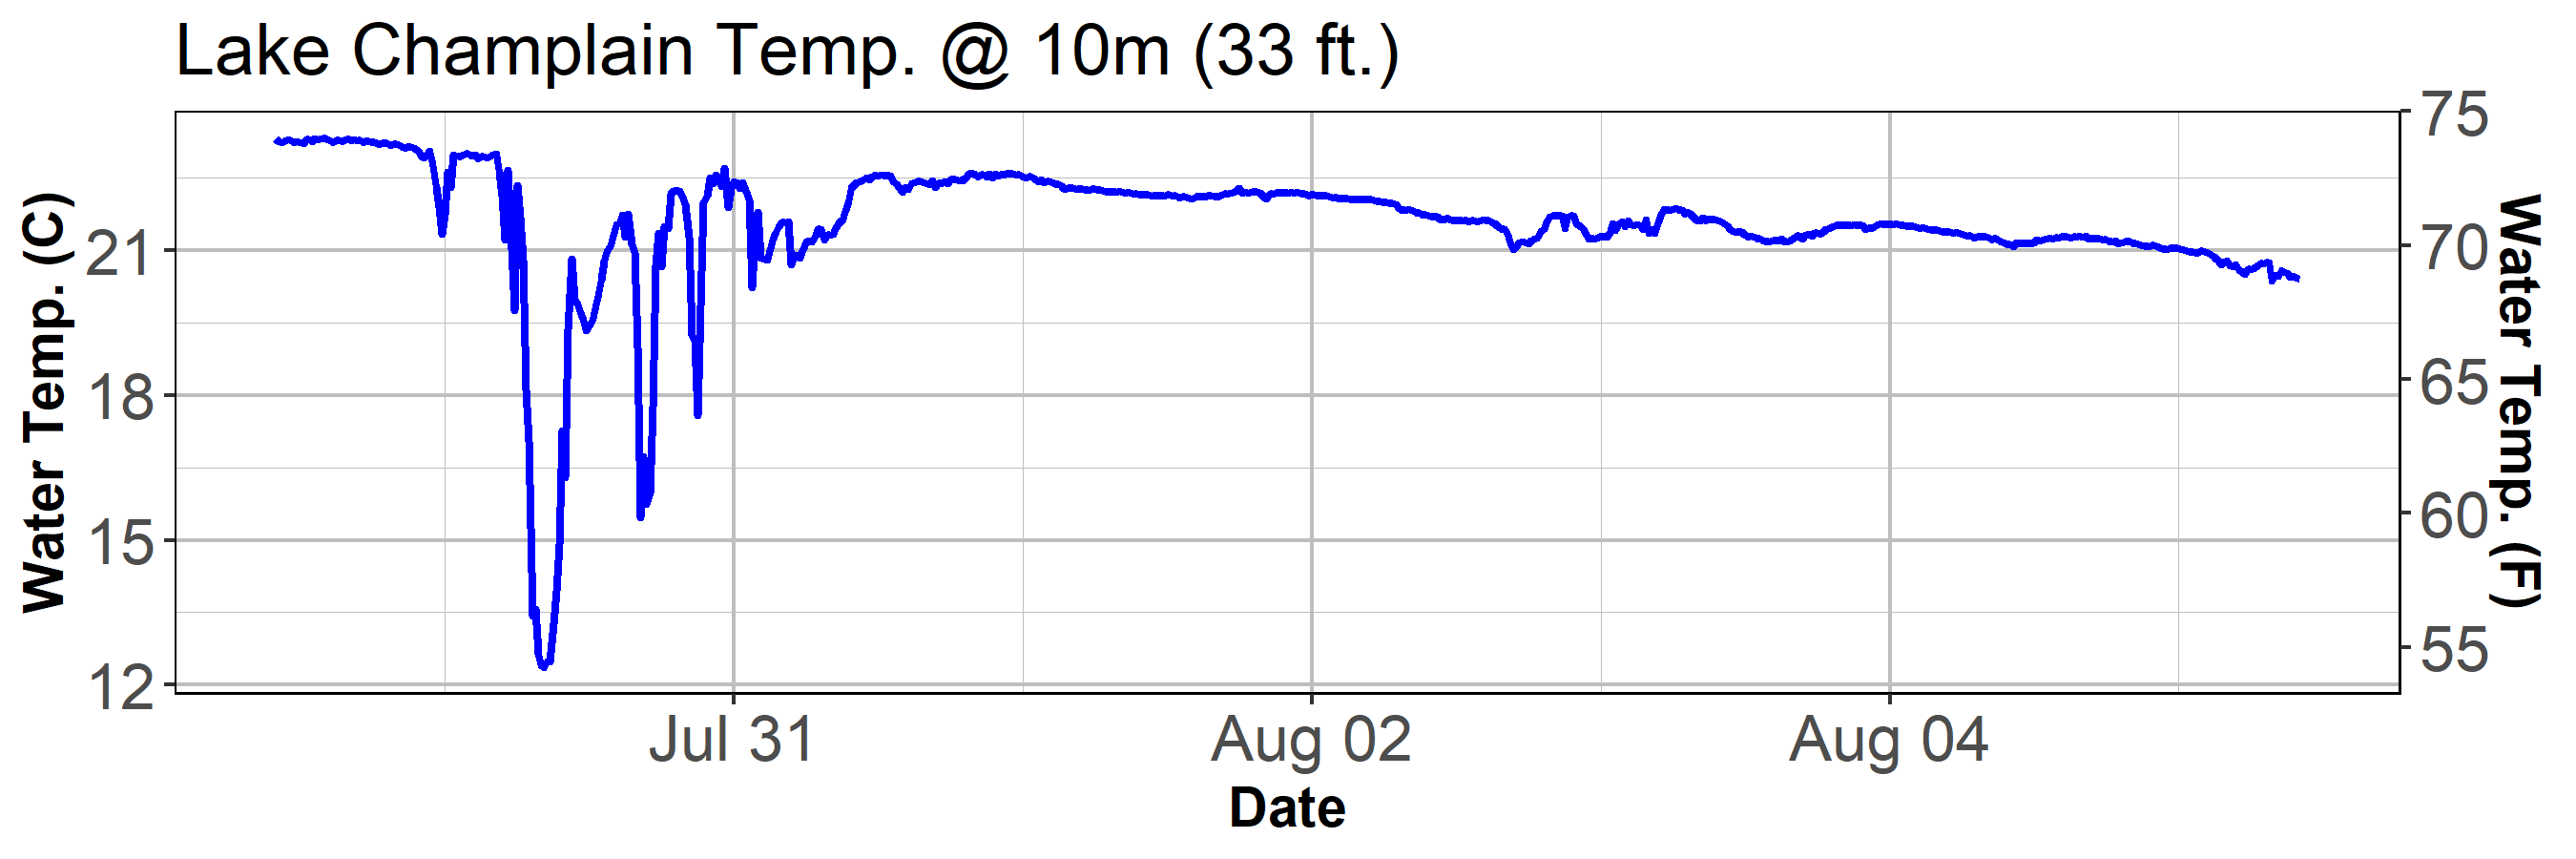 Lake Champlain Temp. @ 10m (33 ft.)
Water Temp. (C)
21
18
15
12
75
70
65
60
55
Water Temp. (F)
Jul 31
Aug 02
Aug 04
Date